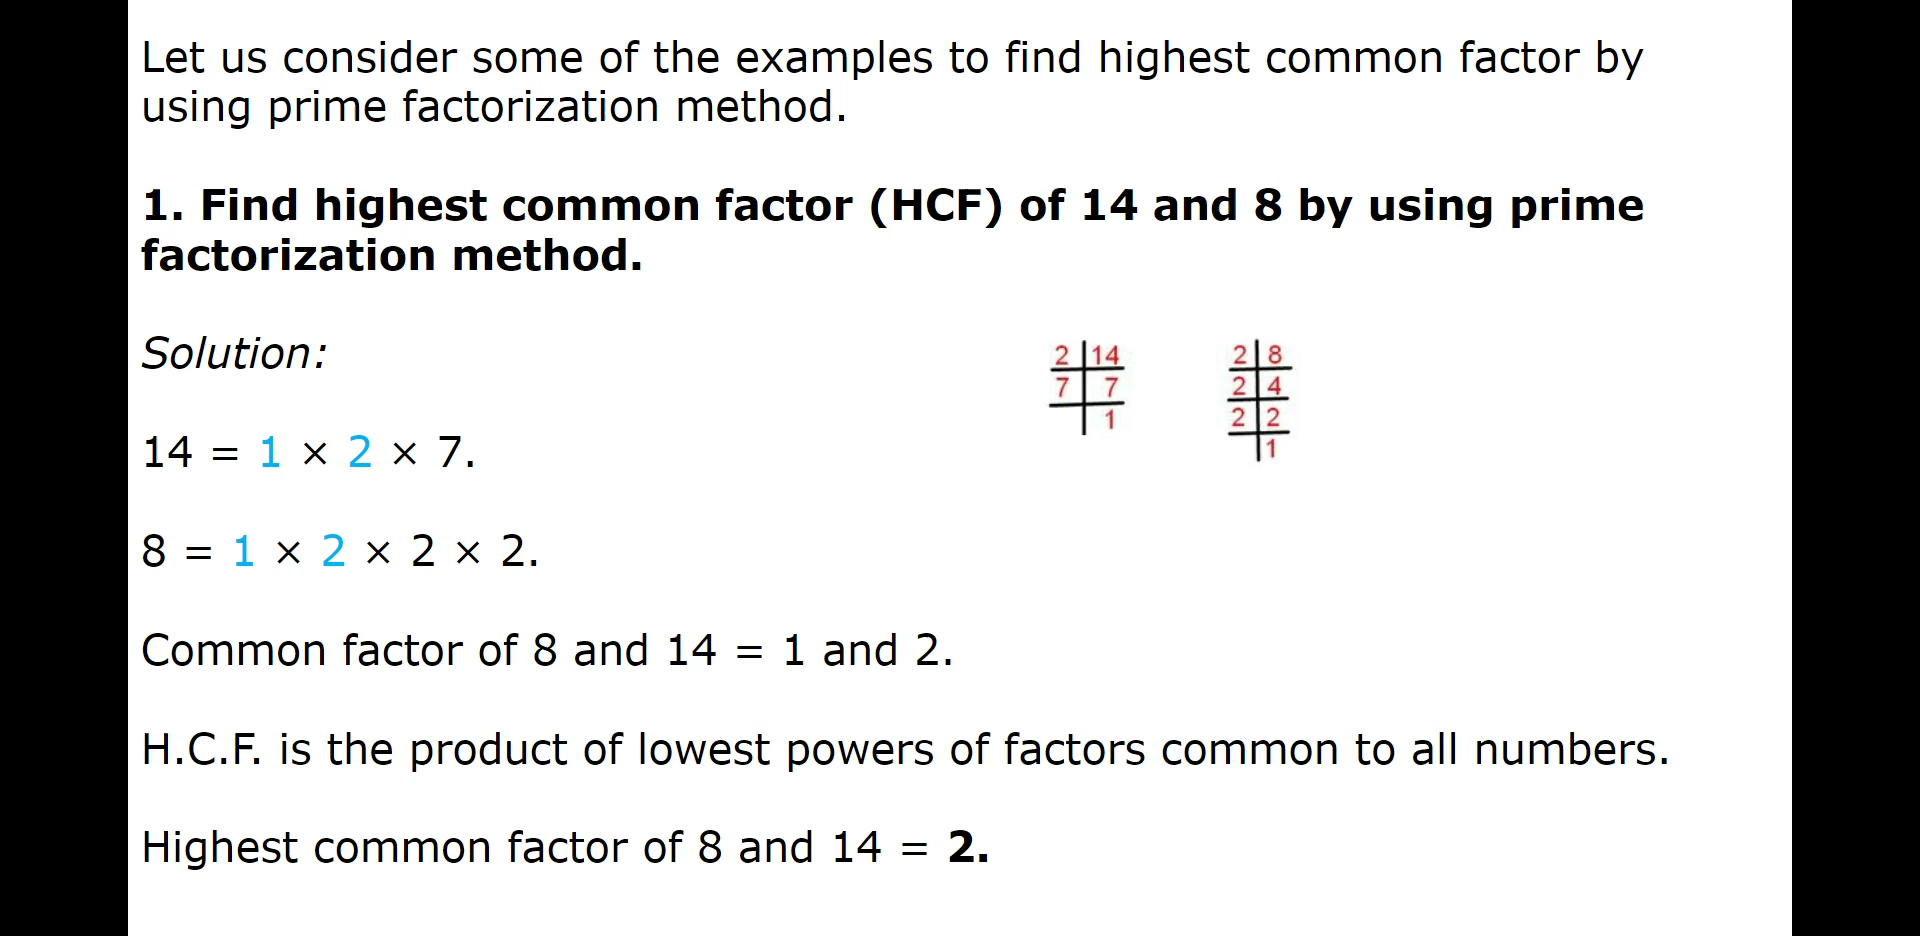 Let us consider some of the examples to find highest common factor by
using prime factorization method.
1. Find highest common factor (HCF) of 14 and 8 by using prime
factorization method.
Solution:
2 14
7 7
1
2 8
2 4
2 2
1
14 = 1 × 2 × 7.
8 = 1 × 2 × 2 × 2.
Common factor of 8 and 14 = 1 and 2.
H.C.F. is the product of lowest powers of factors common to all numbers.
Highest common factor of 8 and 14 = 2.